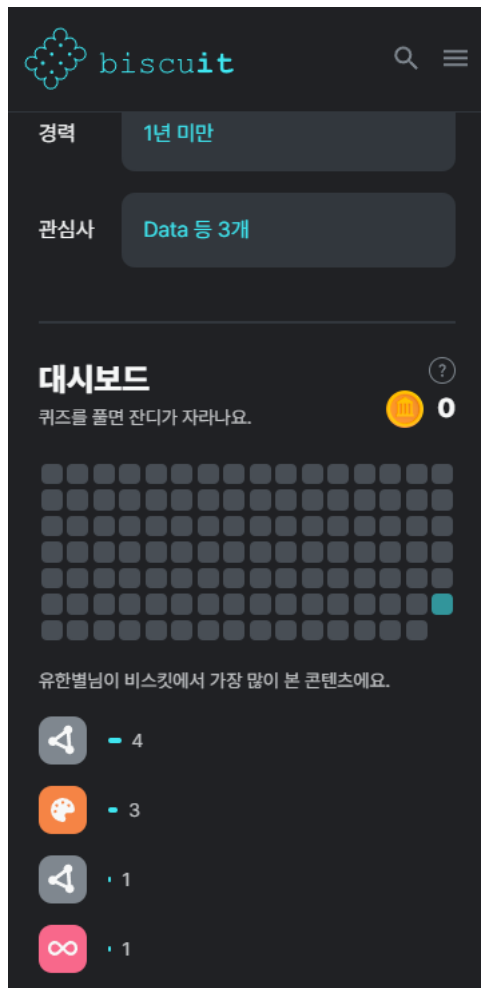 biscuit
경력
1년 미만
관심사
Data 등 3개
대시보드
?
퀴즈를 풀면 잔디가 자라나요.
0
유한별님이 비스킷에서 가장 많이 본 콘텐츠에요.
4
3
1
1